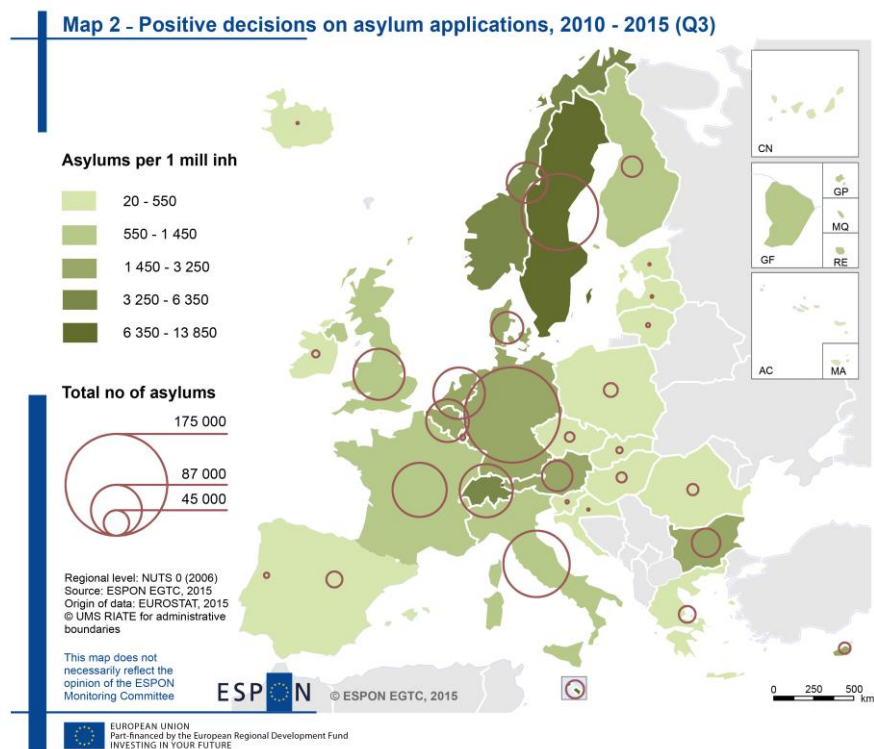 Map 2 - Positive decisions on asylum applications, 2010 - 2015 (Q3)
Asylums per 1 mill inh
20 - 550
550 - 1 450
1 450 - 3 250
3 250 - 6 350
6 350 - 13 850
Total no of asylums
175 000
87 000
45 000
Regional level: NUTS 0 (2006)
Source: ESPON EGTC, 2015
Origin of data: EUROSTAT, 2015
© UMS RIATE for administrative
boundaries
This map does not
necessarily reflect the
opinion of the ESPON
Monitoring Committee
ESPON
© ESPON EGTC, 2015
CN
GF
GP
MQ
RE
AC
MA
0 250 500
km
EUROPEAN UNION
Part-financed by the European Regional Development Fund
INVESTING IN YOUR FUTURE